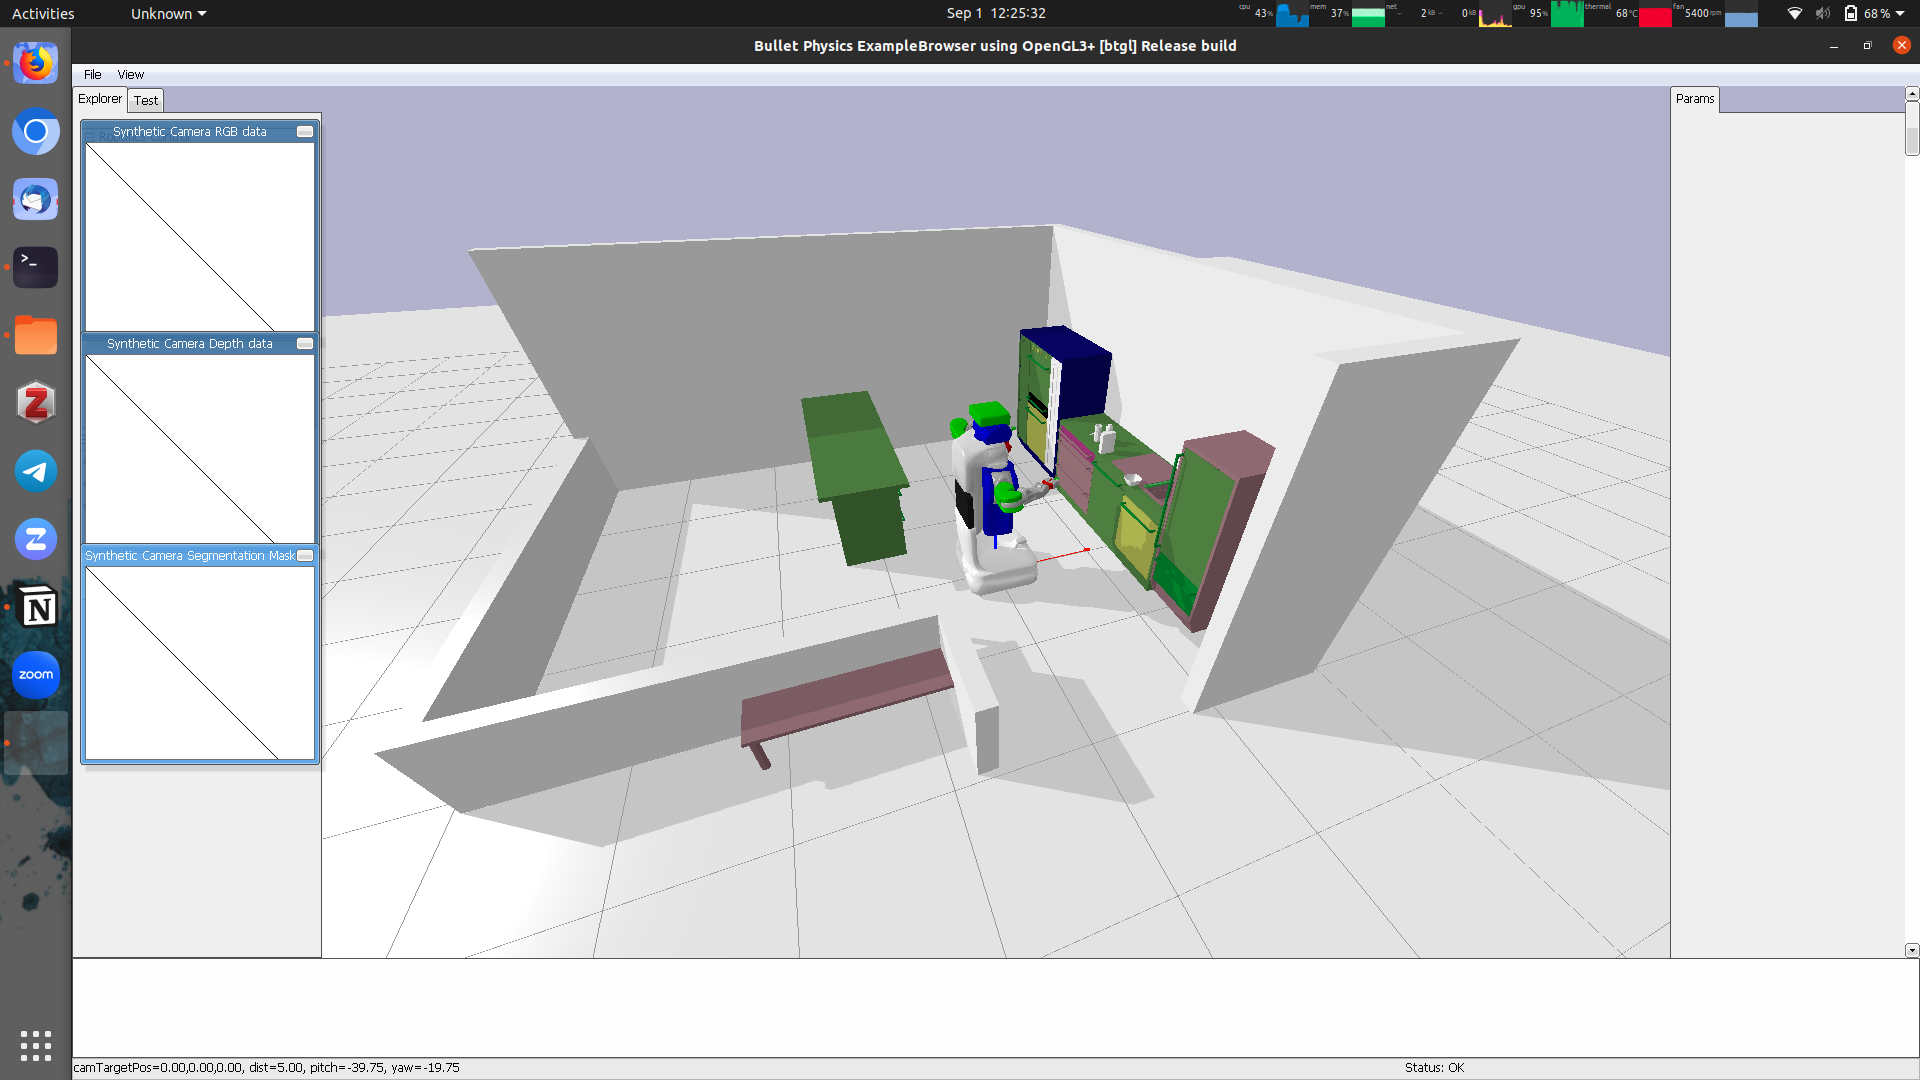 Activities
Unknown
Sep 1 12:25:32
cpu 43% mem 37% net 2 kB 0 kB gpu 95% thermal 68°C fan 5400 rpm
68 %
Bullet Physics ExampleBrowser using OpenGL3+ [btgl] Release build
File View
Explorer Test
Params
Synthetic Camera RGB data
Synthetic Camera Depth data
Synthetic Camera Segmentation Mask
Z
Z
>_
N
zoom
camTargetPos=0.00,0.00,0.00, dist=5.00, pitch=-39.75, yaw=-19.75
Status: OK